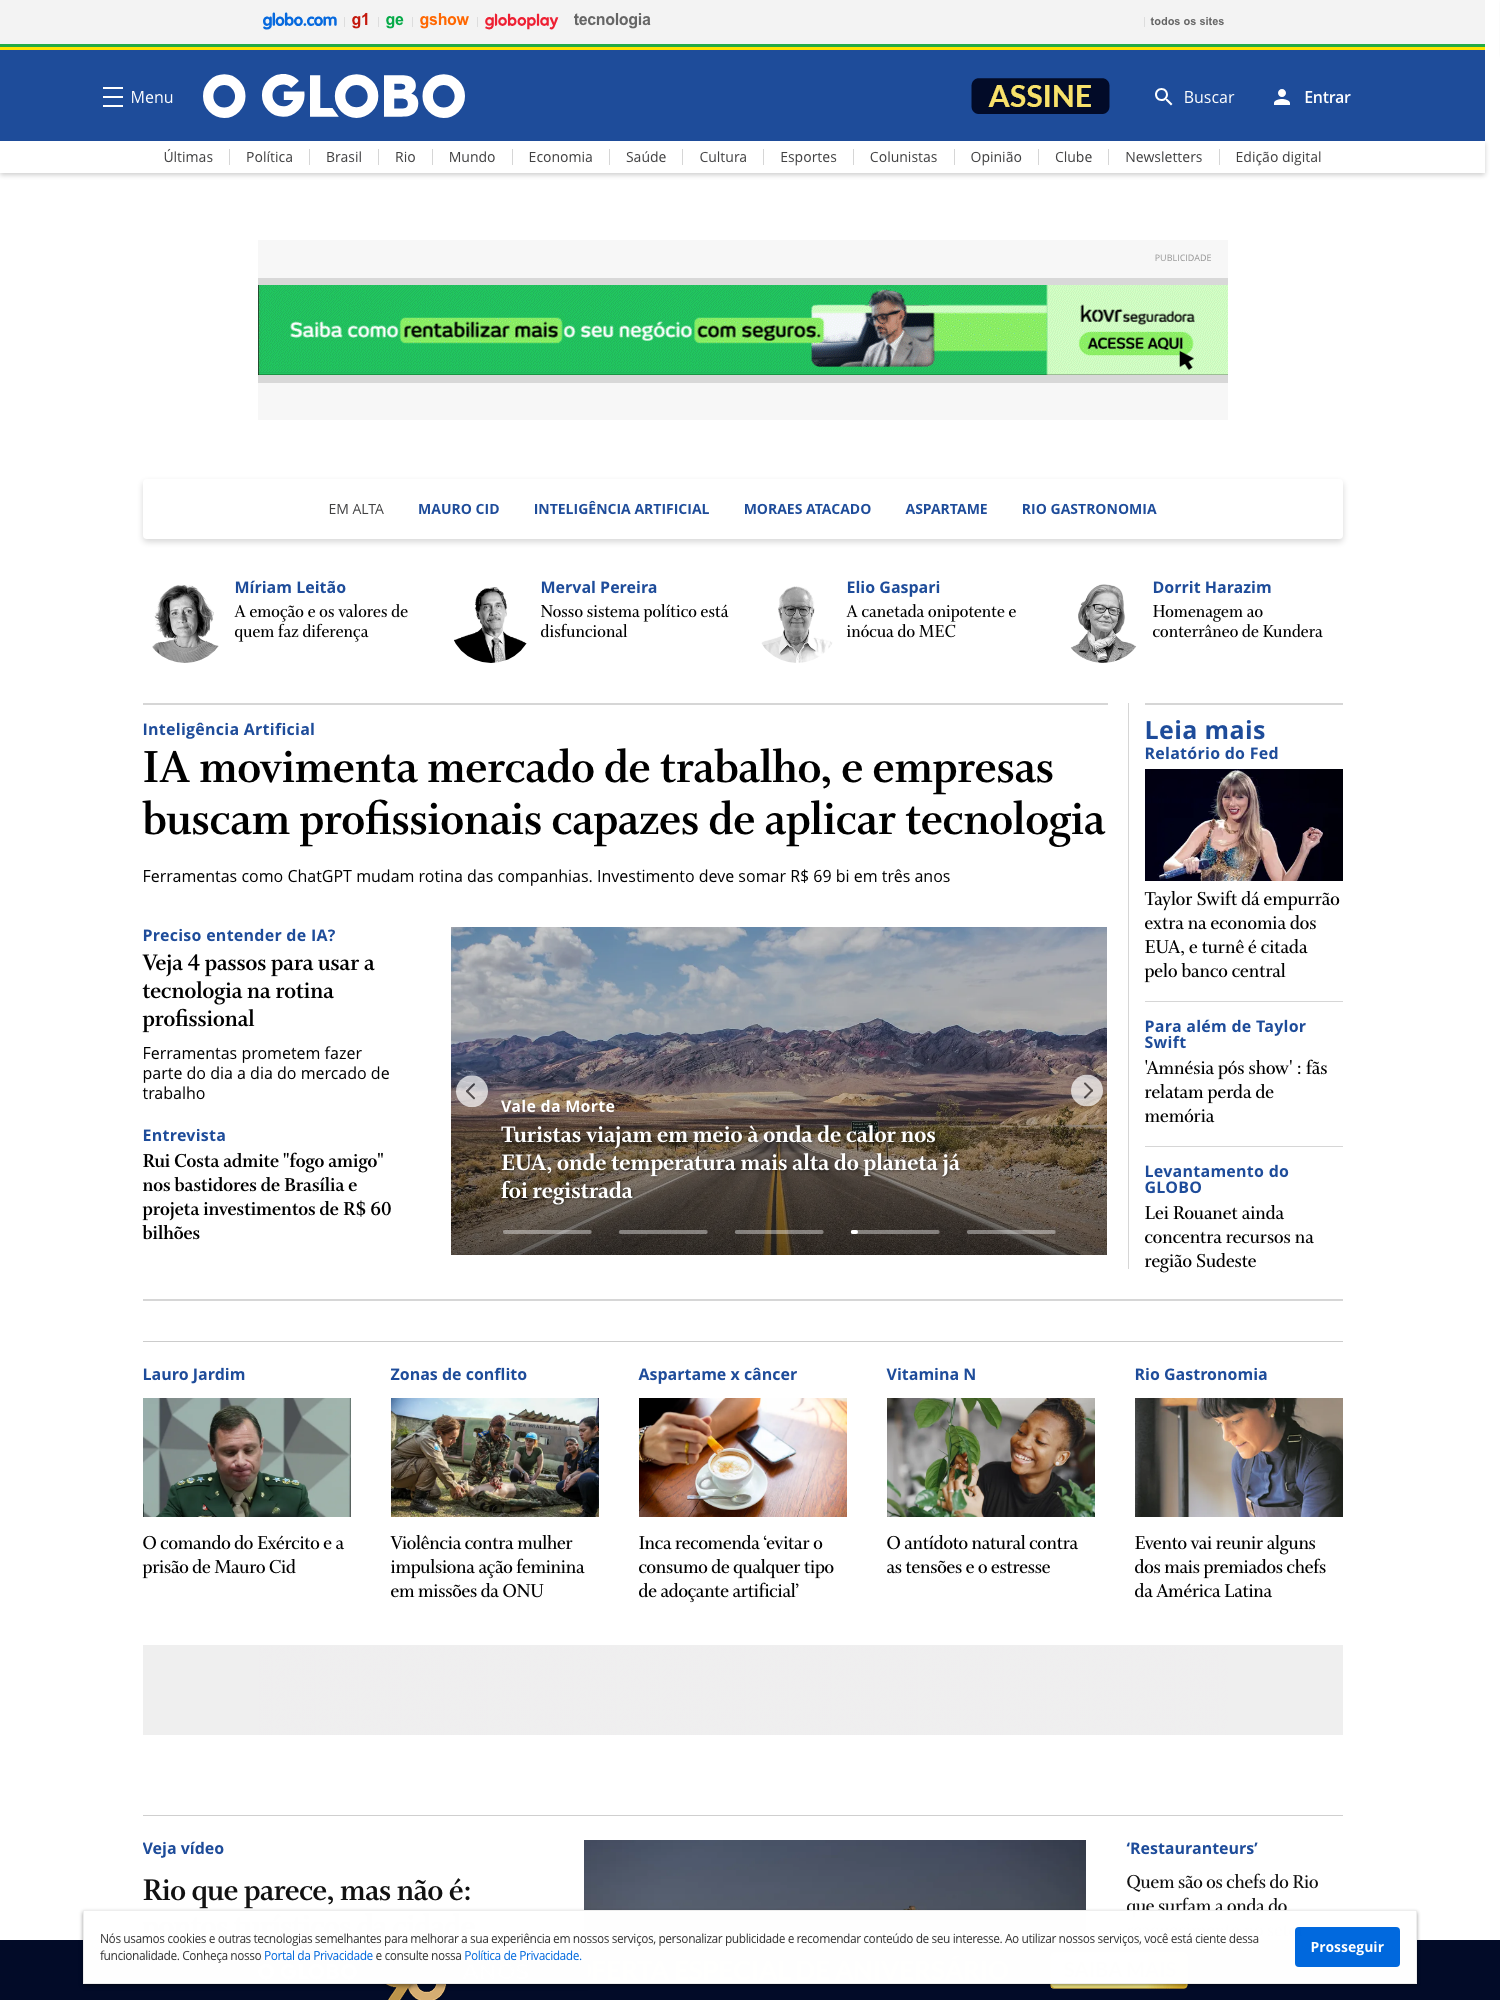 globo.com g1 ge gshow globoplay tecnologia todos os sites
Menu O GLOBO ASSINE Buscar Entrar
Últimas Política Brasil Rio Mundo Economia Saúde Cultura Esportes Colunistas Opinião Clube Newsletters Edição digital
PUBLICIDADE
Saiba como rentabilizar mais o seu negócio com seguros.
kovr seguradora
ACESSE AQUI
EM ALTA MAURO CID INTELIGÊNCIA ARTIFICIAL MORAES ATACADO ASPARTAME RIO GASTRONOMIA
Míriam Leitão
A emoção e os valores de
quem faz diferença
Merval Pereira
Nosso sistema político está
disfuncional
Elio Gaspari
A canetada onipotente e
inócua do MEC
Dorrit Harazim
Homenagem ao
conterrâneo de Kundera
Inteligência Artificial
IA movimenta mercado de trabalho, e empresas
buscam profissionais capazes de aplicar tecnologia
Ferramentas como ChatGPT mudam rotina das companhias. Investimento deve somar R$ 69 bi em três anos
Preciso entender de IA?
Veja 4 passos para usar a
tecnologia na rotina
profissional
Ferramentas prometem fazer
parte do dia a dia do mercado de
trabalho
Entrevista
Rui Costa admite "fogo amigo"
nos bastidores de Brasília e
projeta investimentos de R$ 60
bilhões
Vale da Morte
Turistas viajam em meio à onda de calor nos
EUA, onde temperatura mais alta do planeta já
foi registrada
Leia mais
Relatório do Fed
Taylor Swift dá empurrão
extra na economia dos
EUA, e turnê é citada
pelo banco central
Para além de Taylor
Swift
'Amnésia pós show' : fãs
relatam perda de
memória
Levantamento do
GLOBO
Lei Rouanet ainda
concentra recursos na
região Sudeste
Lauro Jardim
O comando do Exército e a
prisão de Mauro Cid
Zonas de conflito
Violência contra mulher
impulsiona ação feminina
em missões da ONU
Aspartame x câncer
Inca recomenda ‘evitar o
consumo de qualquer tipo
de adoçante artificial’
Vitamina N
O antídoto natural contra
as tensões e o estresse
Rio Gastronomia
Evento vai reunir alguns
dos mais premiados chefs
da América Latina
Veja vídeo
Rio que parece, mas não é:
‘Restauranteurs’
Quem são os chefs do Rio
que surfam a onda do
Nós usamos cookies e outras tecnologias semelhantes para melhorar a sua experiência em nossos serviços, personalizar publicidade e recomendar conteúdo de seu interesse. Ao utilizar nossos serviços, você está ciente dessa
funcionalidade. Conheça nosso Portal da Privacidade e consulte nossa Política de Privacidade.
Prosseguir